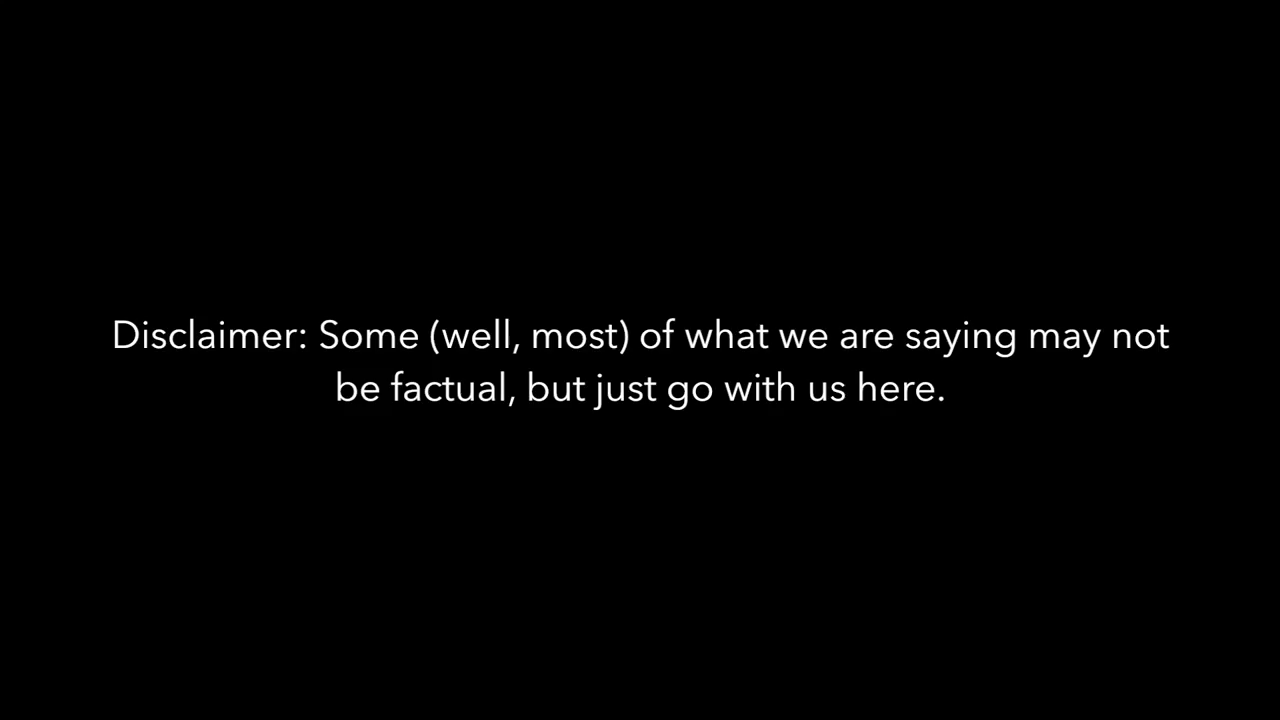 Disclaimer: Some (well, most) of what we are saying may not
be factual, but just go with us here.